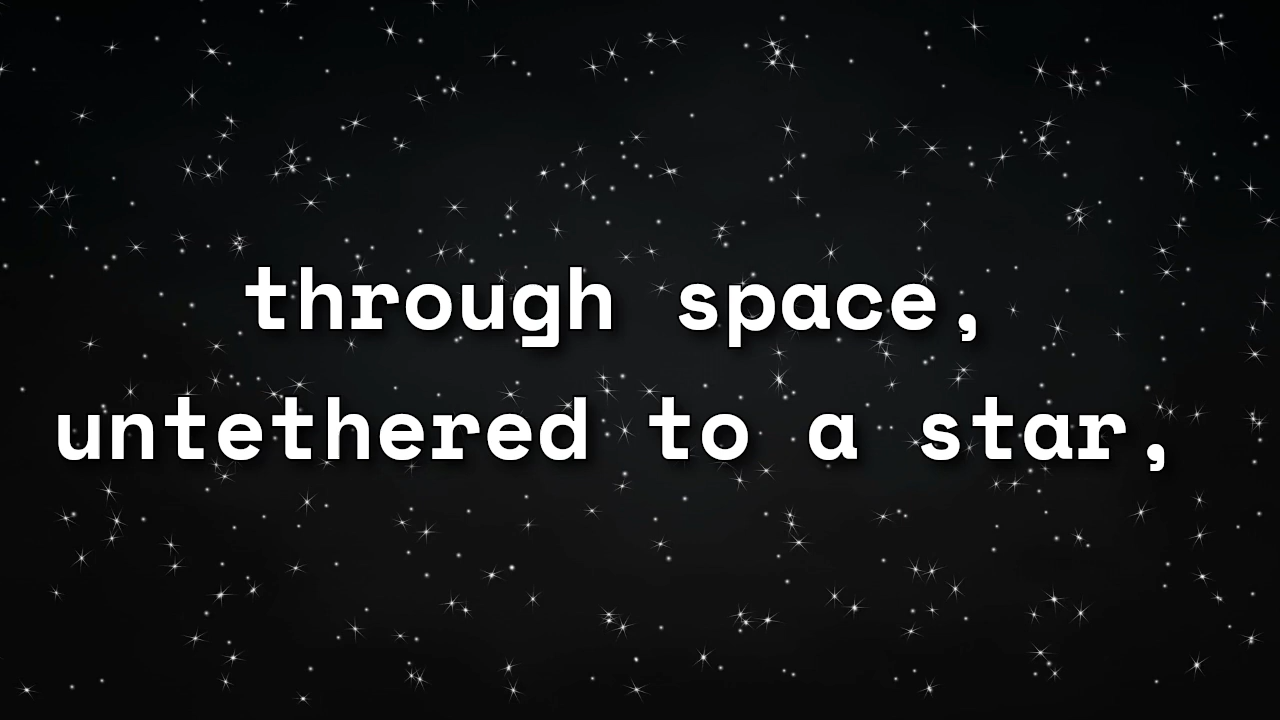 through space,
untethered to a star,